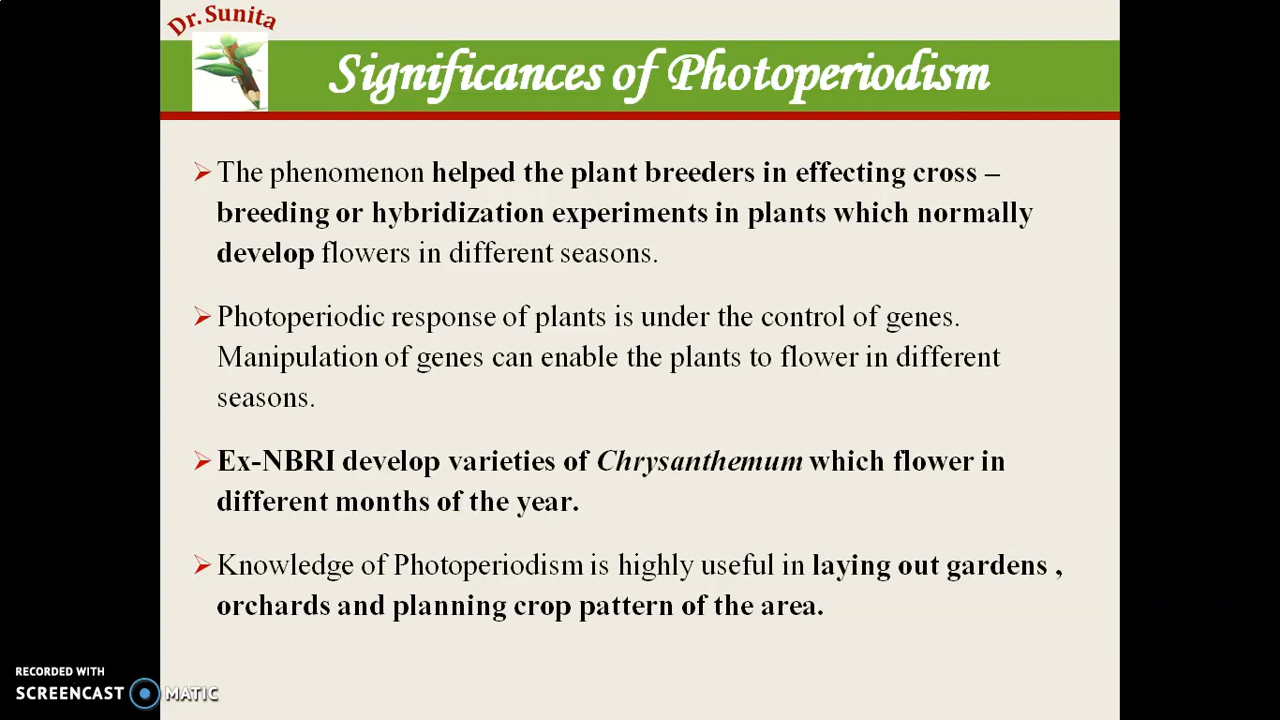 Dr. Sunita
Significances of Photoperiodism
The phenomenon helped the plant breeders in effecting cross –
breeding or hybridization experiments in plants which normally
develop flowers in different seasons.
Photoperiodic response of plants is under the control of genes.
Manipulation of genes can enable the plants to flower in different
seasons.
Ex-NBRI develop varieties of Chrysanthemum which flower in
different months of the year.
Knowledge of Photoperiodism is highly useful in laying out gardens ,
orchards and planning crop pattern of the area.
RECORDED WITH
SCREENCAST MATIC